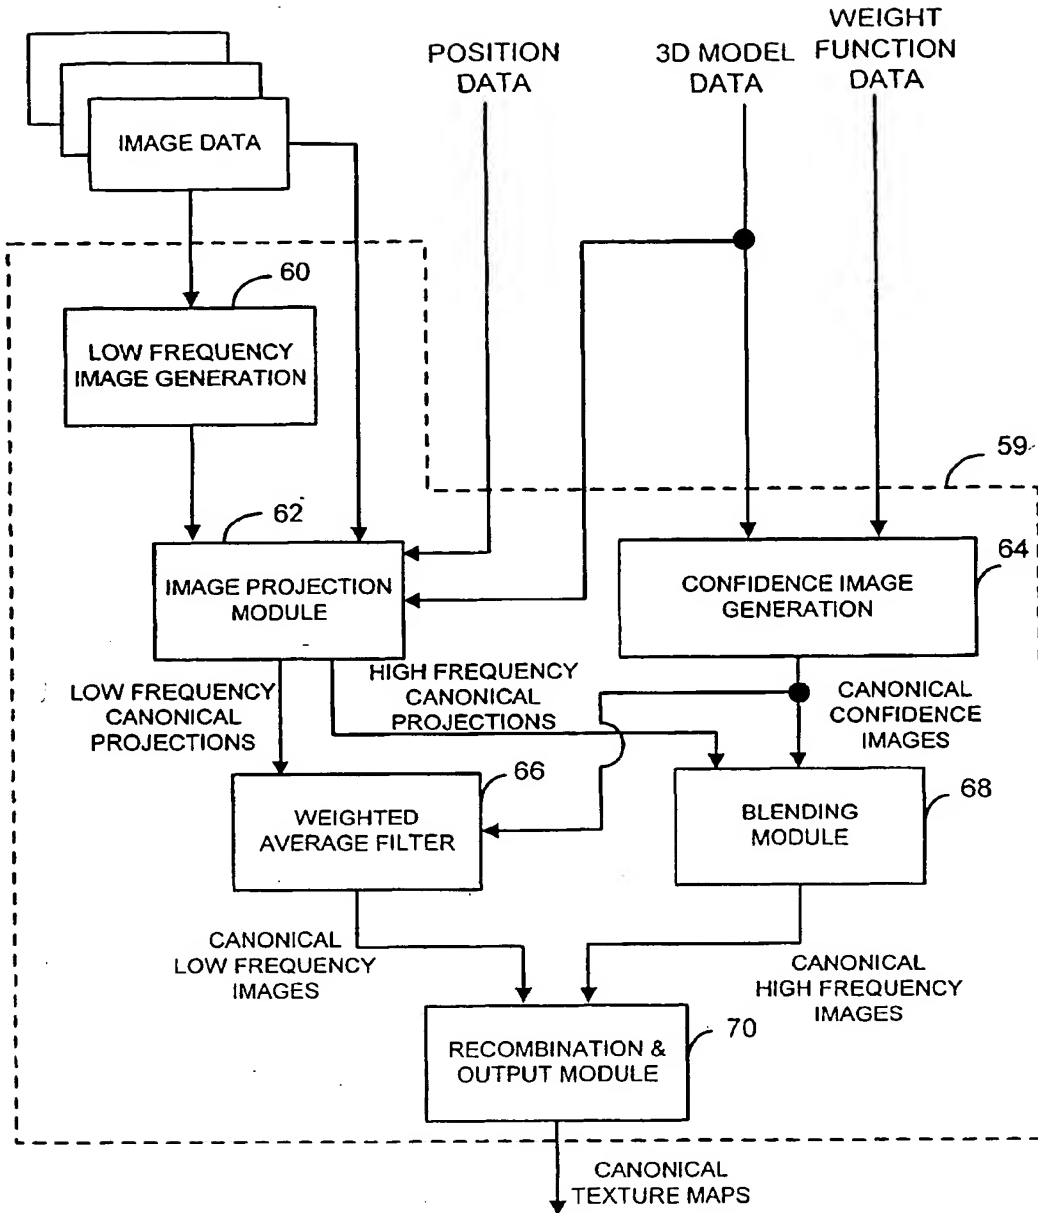 WEIGHT
FUNCTION
DATA
POSITION
DATA
3D MODEL
DATA
IMAGE DATA
60
LOW FREQUENCY
IMAGE GENERATION
59
62
IMAGE PROJECTION
MODULE
64
CONFIDENCE IMAGE
GENERATION
LOW FREQUENCY
CANONICAL
PROJECTIONS
HIGH FREQUENCY
CANONICAL
PROJECTIONS
CANONICAL
CONFIDENCE
IMAGES
66
WEIGHTED
AVERAGE FILTER
68
BLENDING
MODULE
CANONICAL
LOW FREQUENCY
IMAGES
CANONICAL
HIGH FREQUENCY
IMAGES
70
RECOMBINATION &
OUTPUT MODULE
CANONICAL
TEXTURE MAPS